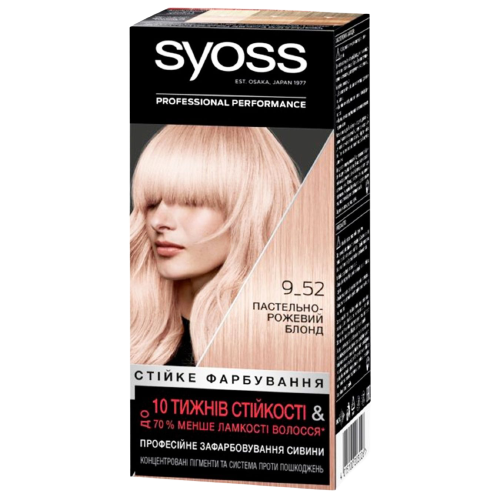 syoss
EST. OSAKA, JAPAN 1977
PROFESSIONAL PERFORMANCE
9_52
ПАСТЕЛЬНО-
РОЖЕВИЙ
БЛОНД
СТІЙКЕ ФАРБУВАННЯ
ДО 10 ТИЖНІВ СТІЙКОСТІ &
70 % МЕНШЕ ЛАМКОСТІ ВОЛОССЯ*
ПРОФЕСІЙНЕ ЗАФАРБОВУВАННЯ СИВИНИ
КОНЦЕНТРОВАНІ ПІГМЕНТИ ТА СИСТЕМА ПРОТИ ПОШКОДЖЕНЬ